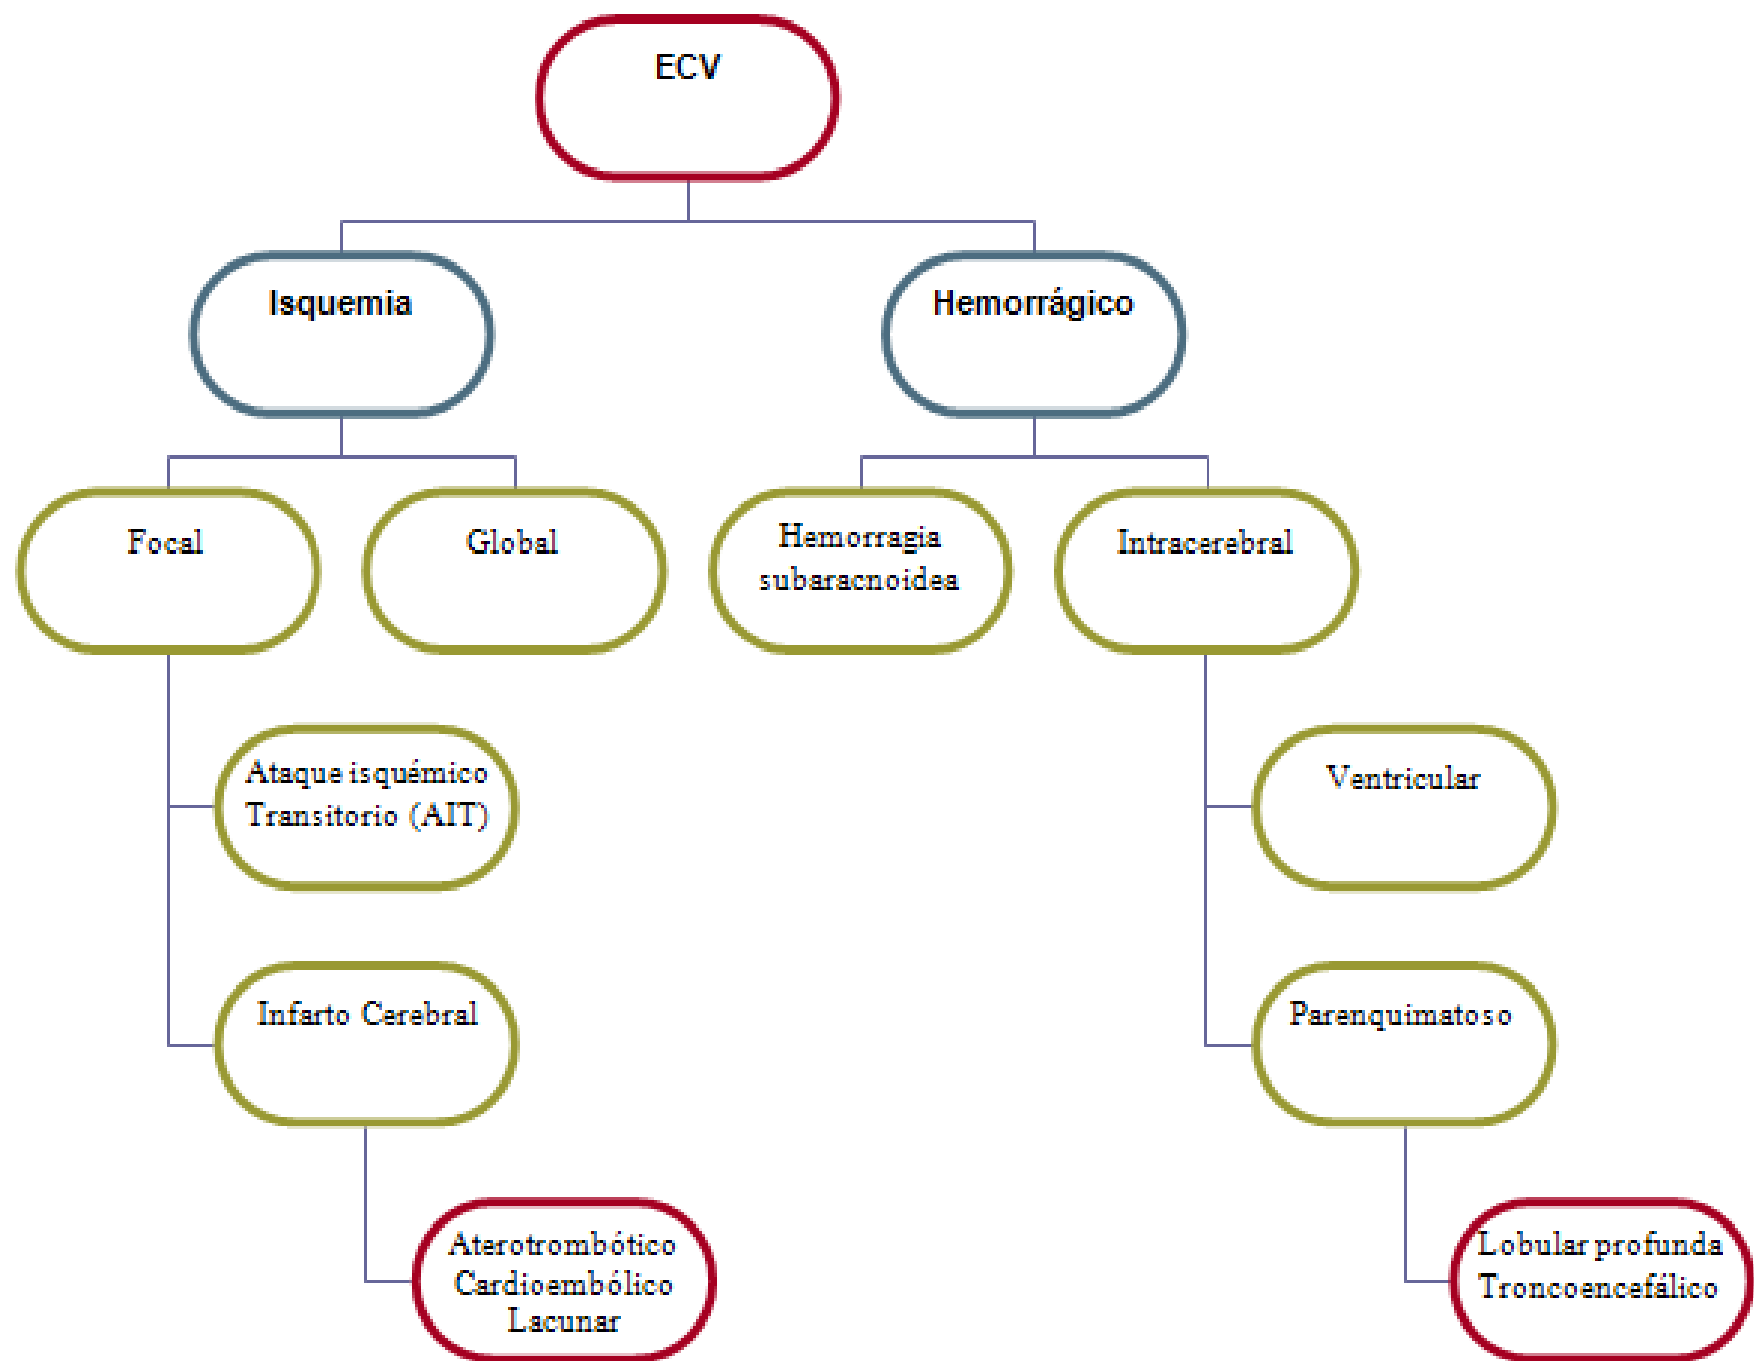 ECV
Isquemia
Hemorrágico
Focal
Global
Hemorragia
subaracnoidea
Intracerebral
Ataque isquémico
Transitorio (AIT)
Ventricular
Infarto Cerebral
Parenquimatoso
Aterotrombótico
Cardioembólico
Lacunar
Lobular profunda
Troncoencefálico